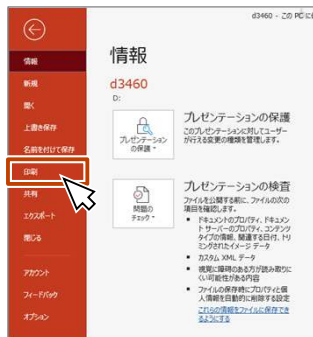 d3460 - この PC に
情報
新規
開く
上書き保存
名前を付けて保存
印刷
共有
エクスポート
閉じる
アカウント
フィードバック
オプション
情報
d3460
D:
プレゼンテーション
の保護
プレゼンテーションの保護
このプレゼンテーションに対してユーザー
が行える変更の種類を管理します。
問題の
チェック
プレゼンテーションの検査
ファイルを公開する前に、ファイルの次の
項目を確認します。
ドキュメントのプロパティ、ドキュメン
ト サーバーのプロパティ、コンテンツ
タイプの情報、関連する日付、トリ
ミングされたイメージ データ
カスタム XML データ
視覚に障碍のある方が読み取りに
くい可能性がある内容
ファイルの保存時にプロパティと個
人情報を自動的に削除する設定
これらの情報をファイルに保存でき
るようにする